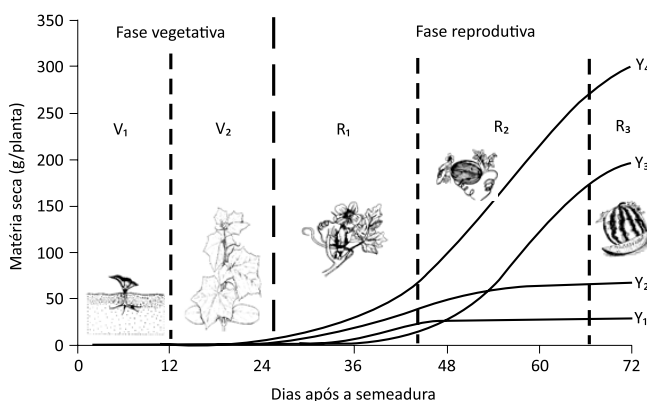 350
300
250
200
150
100
50
0
Matéria seca (g/planta)
Fase vegetativa
Fase reprodutiva
V₁
V₂
R₁
R₂
R₃
Y₄
Y₃
Y₂
Y₁
0 12 24 36 48 60 72
Dias após a semeadura